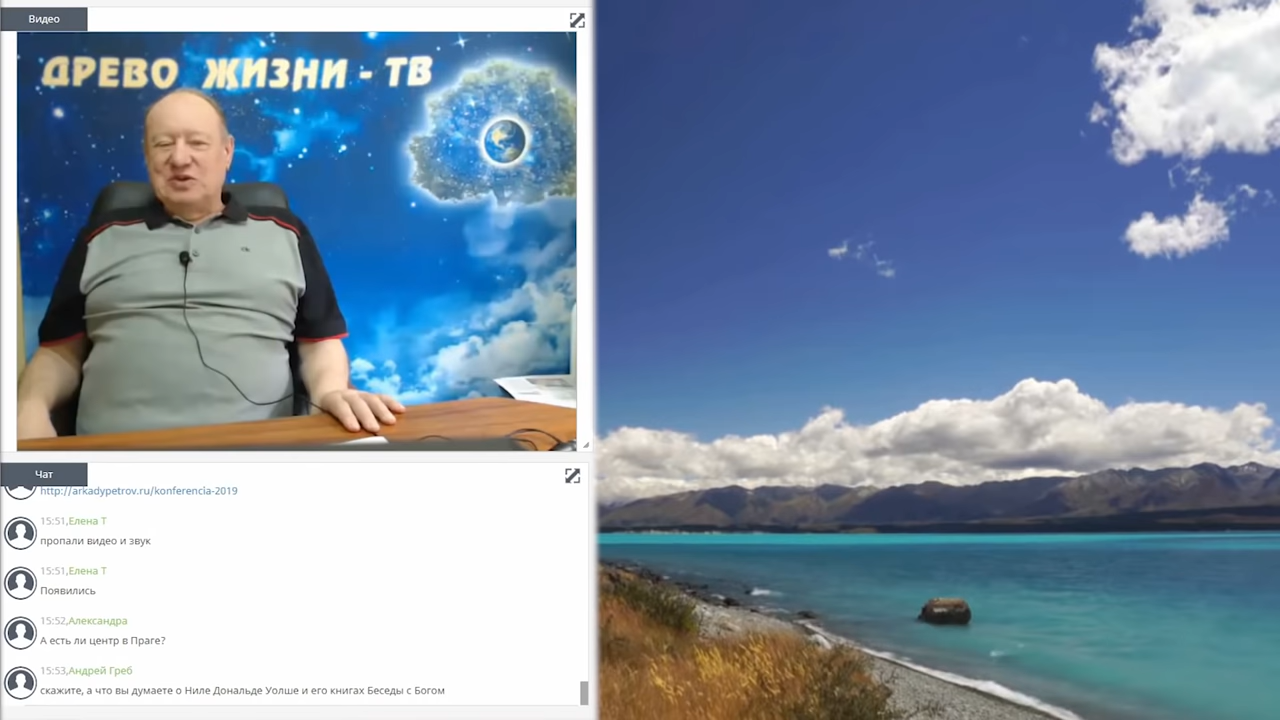 Видео
ДРЕВО ЖИЗНИ - ТВ
Чат
http://arkadypetrov.ru/konferencia-2019
15:51,Елена Т
пропали видео и звук
15:51,Елена Т
Появились
15:52,Александра
А есть ли центр в Праге?
15:53,Андрей Греб
скажите, а что вы думаете о Ниле Дональде Уолше и его книгах Беседы с Богом